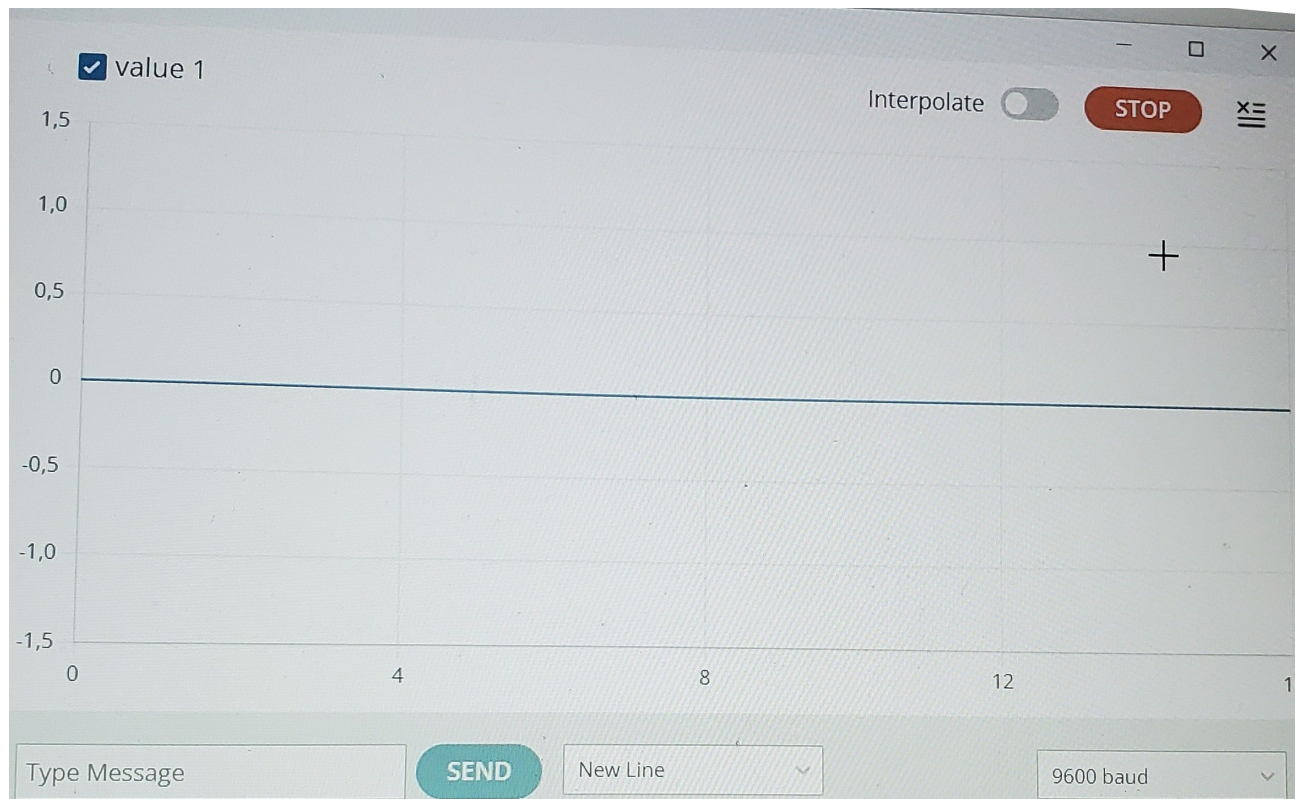 value 1
Interpolate
STOP
1,5
1,0
0,5
0
-0,5
-1,0
-1,5
0 4 8 12 1
Type Message
SEND
New Line
9600 baud